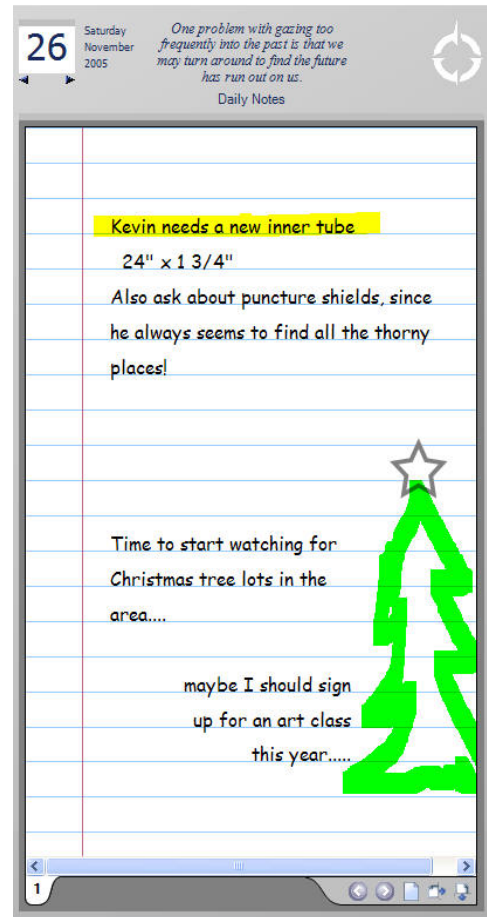 26
Saturday
November
2005
One problem with gazing too
frequently into the past is that we
may turn around to find the future
has run out on us.
Daily Notes
Kevin needs a new inner tube
24" x 1 3/4"
Also ask about puncture shields, since
he always seems to find all the thorny
places!
Time to start watching for
Christmas tree lots in the
area....
maybe I should sign
up for an art class
this year.....
1